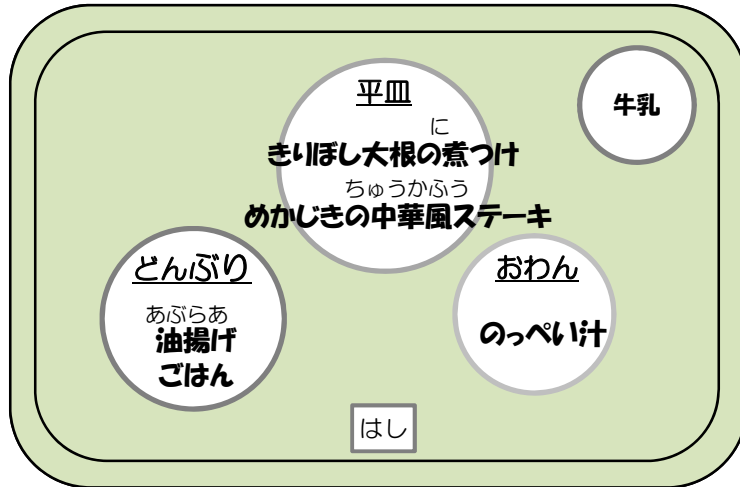 平皿
に
きりぼし大根の煮つけ
ちゅうかふう
めかじきの中華風ステーキ
牛乳
どんぶり
あぶらあ
油揚げ
ごはん
おわん
のっぺい汁
はし